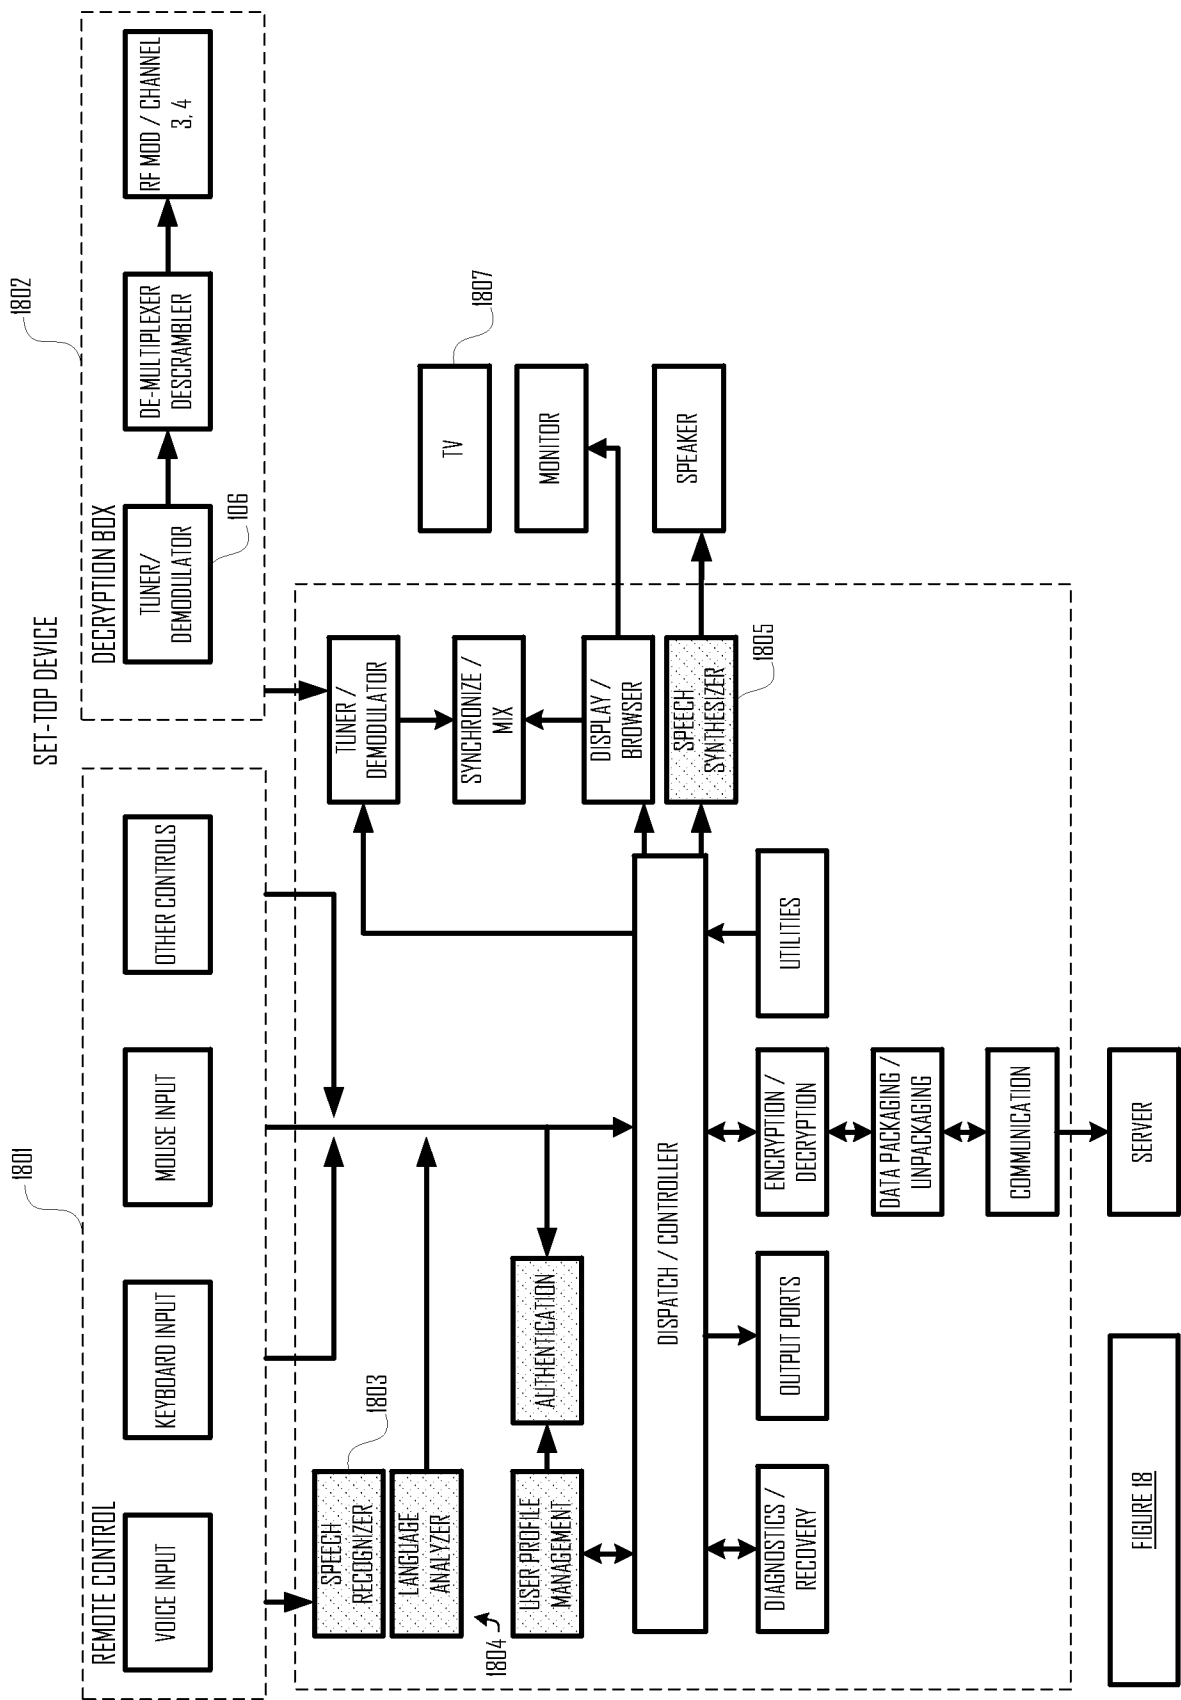 SET-TOP DEVICE
1801
1802
REMOTE CONTROL
VOICE INPUT
KEYBOARD INPUT
MOUSE INPUT
OTHER CONTROLS
DECRYPTION BOX
TUNER/
DEMODULATOR
106
DE-MULTIPLEXER
DESCRAMBLER
RF MOD / CHANNEL
3, 4
SPEECH
RECOGNIZER
1803
LANGUAGE
ANALYZER
1804
USER PROFILE
MANAGEMENT
AUTHENTICATION
TUNER /
DEMODULATOR
SYNCHRONIZE /
MIX
DISPLAY /
BROWSER
SPEECH
SYNTHESIZER
1805
TV
1807
MONITOR
SPEAKER
DISPATCH / CONTROLLER
DIAGNOSTICS /
RECOVERY
OUTPUT PORTS
ENCRYPTION /
DECRYPTION
UTILITIES
DATA PACKAGING /
UNPACKAGING
COMMUNICATION
SERVER
FIGURE 18